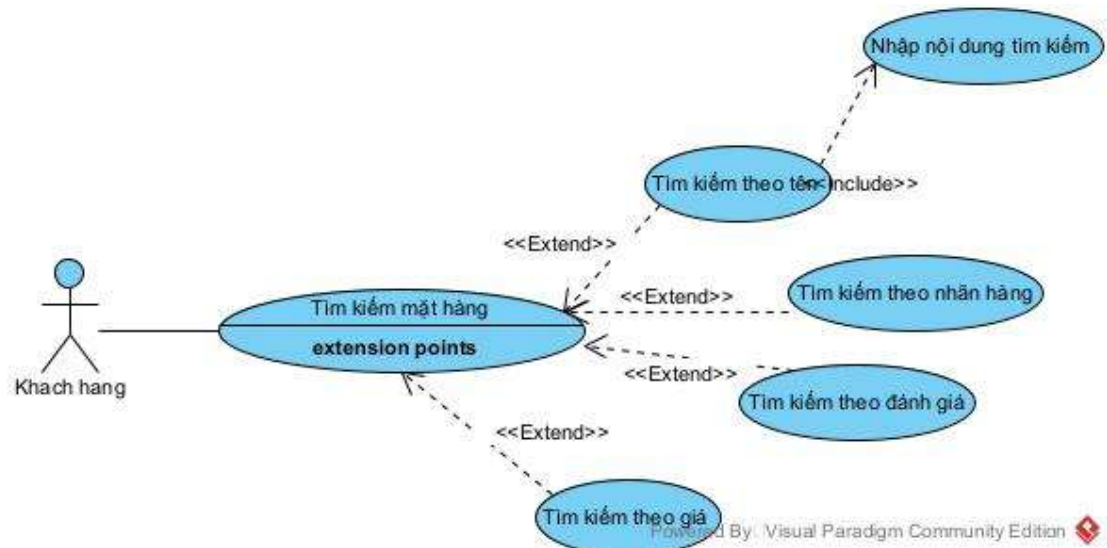 Nhập nội dung tìm kiếm
Tìm kiếm theo tên
<<Include>>
<<Extend>>
Tìm kiếm theo nhãn hàng
<<Extend>>
Tìm kiếm mặt hàng
extension points
<<Extend>>
Tìm kiếm theo đánh giá
Khach hang
<<Extend>>
Tìm kiếm theo giá
Powered By: Visual Paradigm Community Edition